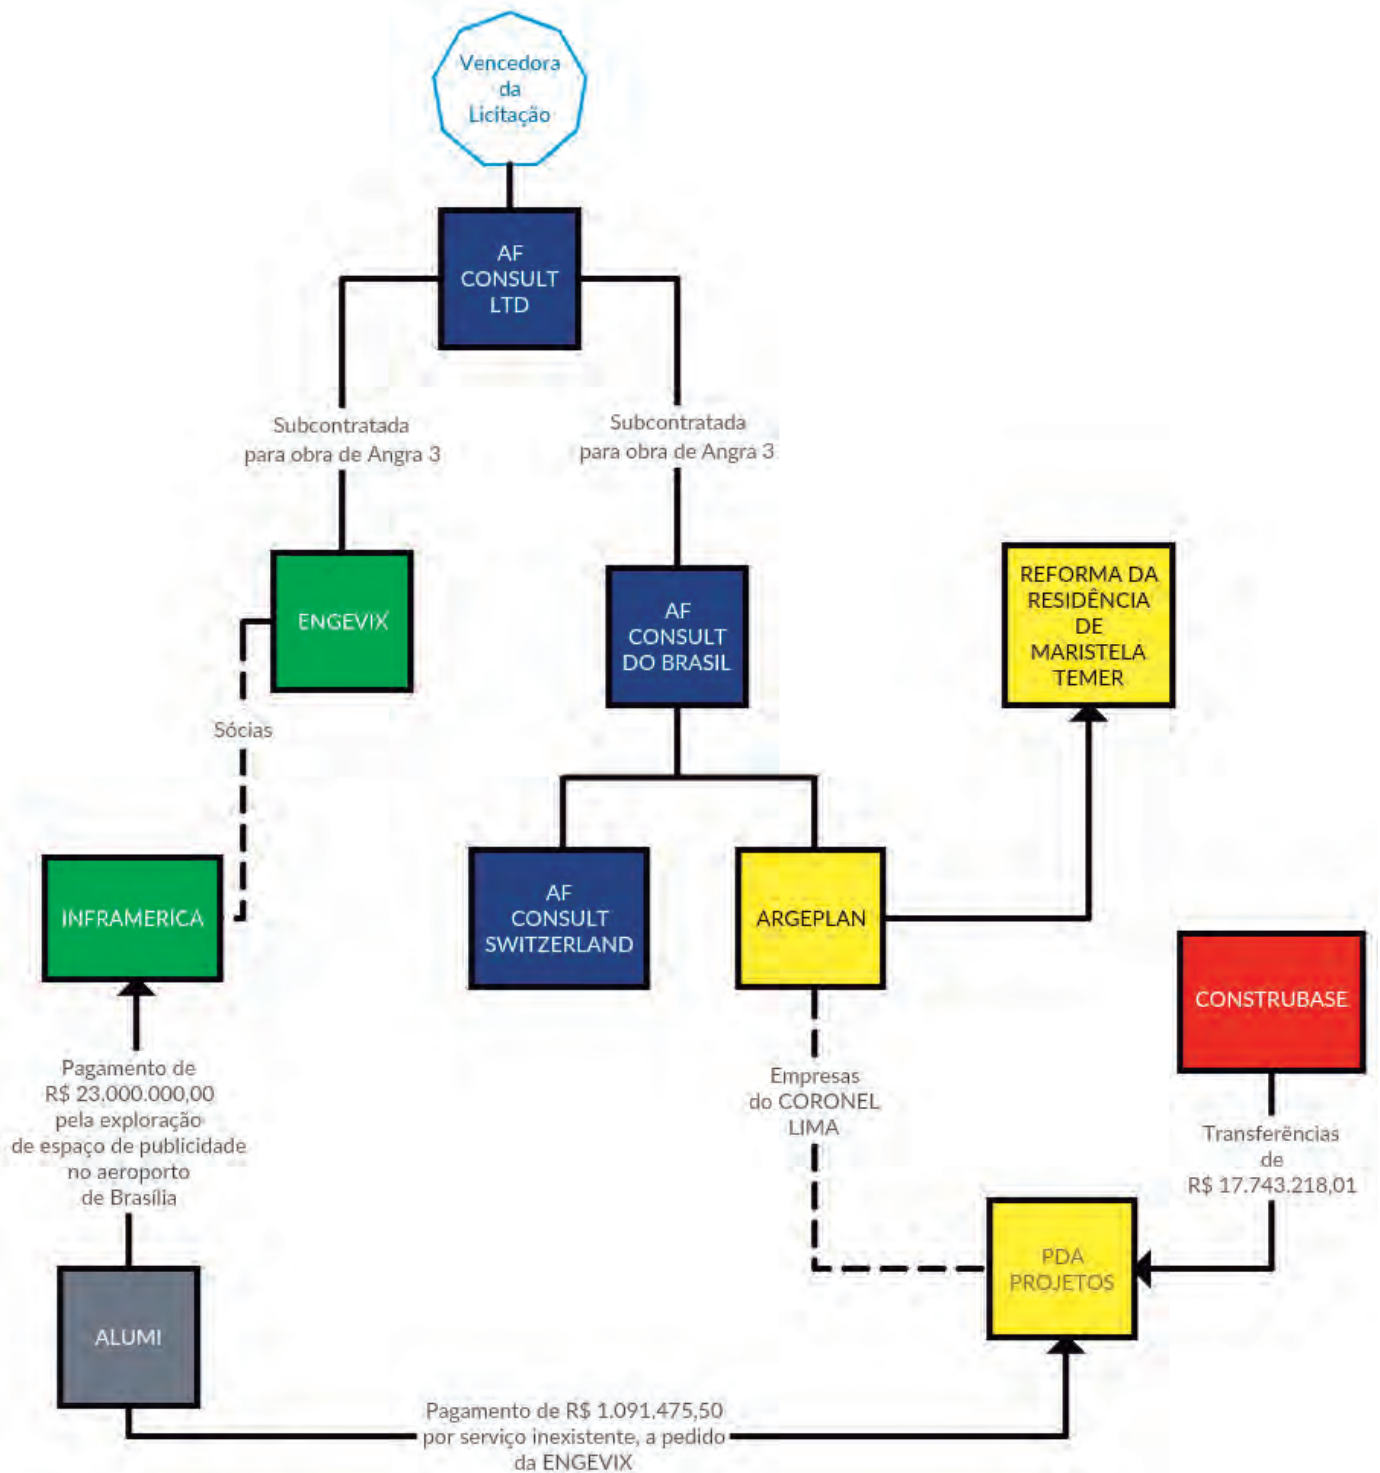 Vencedora
da
Licitação
AF
CONSULT
LTD
Subcontratada
para obra de Angra 3
Subcontratada
para obra de Angra 3
ENGEVIX
AF
CONSULT
DO BRASIL
REFORMA DA
RESIDÊNCIA
DE
MARISTELA
TEMER
Sócias
INFRAMERICA
AF
CONSULT
SWITZERLAND
ARGEPLAN
CONSTRUBASE
Pagamento de
R$ 23.000.000,00
pela exploração
de espaço de publicidade
no aeroporto
de Brasília
Empresas
do CORONEL
LIMA
Transferências
de
R$ 17.743.218,01
PDA
PROJETOS
ALUMI
Pagamento de R$ 1.091.475,50
por serviço inexistente, a pedido
da ENGEVIX